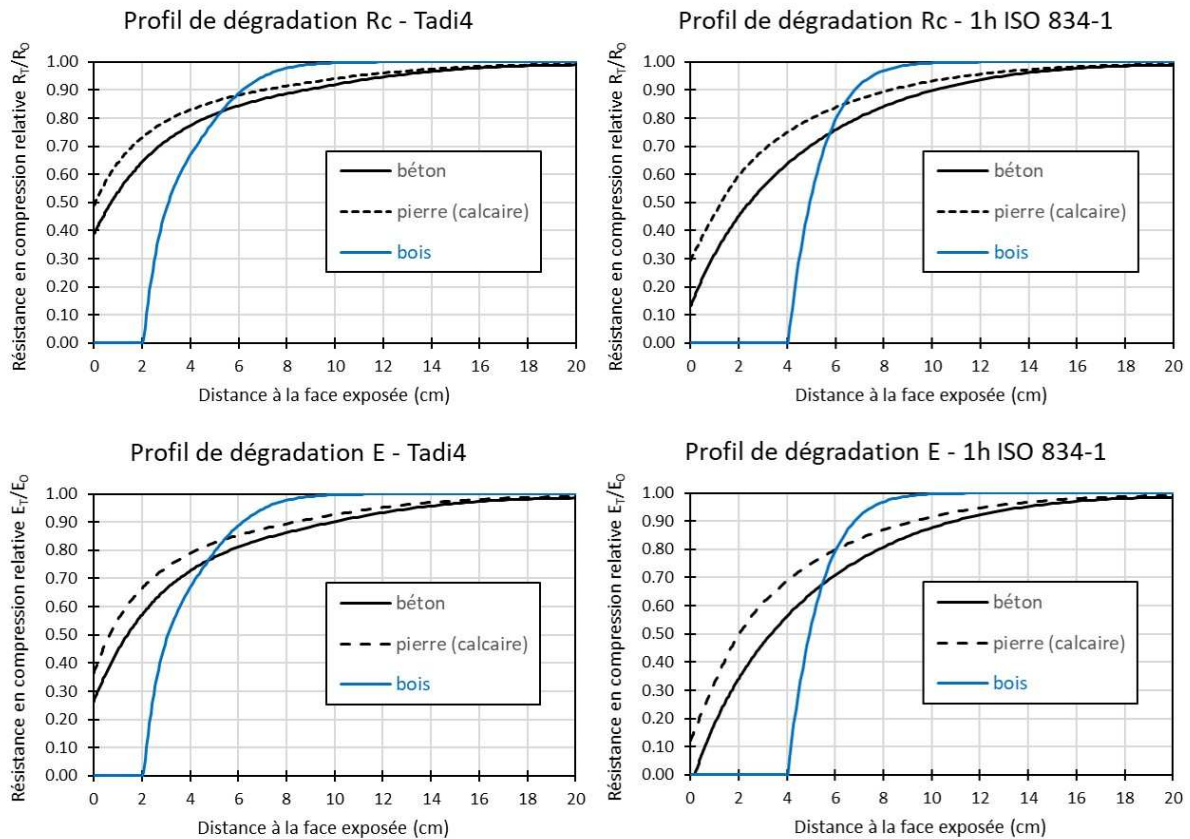 Profil de dégradation Rc - Tadi4
Résistance en compression relative R_T/R_0
1.00
0.90
0.80
0.70
0.60
0.50
0.40
0.30
0.20
0.10
0.00
béton
pierre (calcaire)
bois
0 2 4 6 8 10 12 14 16 18 20
Distance à la face exposée (cm)
Profil de dégradation Rc - 1h ISO 834-1
Résistance en compression relative R_T/R_0
1.00
0.90
0.80
0.70
0.60
0.50
0.40
0.30
0.20
0.10
0.00
béton
pierre (calcaire)
bois
0 2 4 6 8 10 12 14 16 18 20
Distance à la face exposée (cm)
Profil de dégradation E - Tadi4
Résistance en compression relative E_T/E_0
1.00
0.90
0.80
0.70
0.60
0.50
0.40
0.30
0.20
0.10
0.00
béton
pierre (calcaire)
bois
0 2 4 6 8 10 12 14 16 18 20
Distance à la face exposée (cm)
Profil de dégradation E - 1h ISO 834-1
Résistance en compression relative E_T/E_0
1.00
0.90
0.80
0.70
0.60
0.50
0.40
0.30
0.20
0.10
0.00
béton
pierre (calcaire)
bois
0 2 4 6 8 10 12 14 16 18 20
Distance à la face exposée (cm)